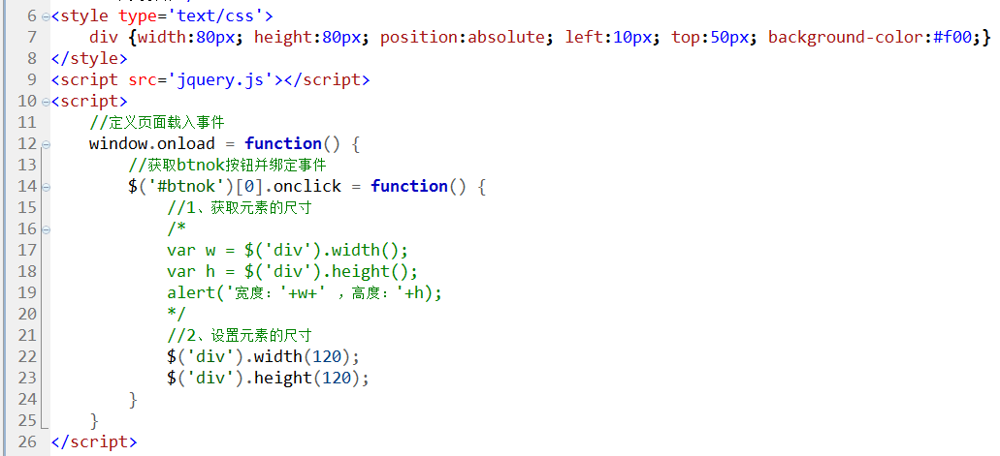 6 <style type='text/css'>
7 div {width:80px; height:80px; position:absolute; left:10px; top:50px; background-color:#f00;}
8 </style>
9 <script src='jquery.js'></script>
10 <script>
11 //定义页面载入事件
12 window.onload = function() {
13 //获取btnok按钮并绑定事件
14 $('#btnok')[0].onclick = function() {
15 //1、获取元素的尺寸
16 /*
17 var w = $('div').width();
18 var h = $('div').height();
19 alert('宽度：'+w+' ，高度：'+h);
20 */
21 //2、设置元素的尺寸
22 $('div').width(120);
23 $('div').height(120);
24 }
25 }
26 </script>